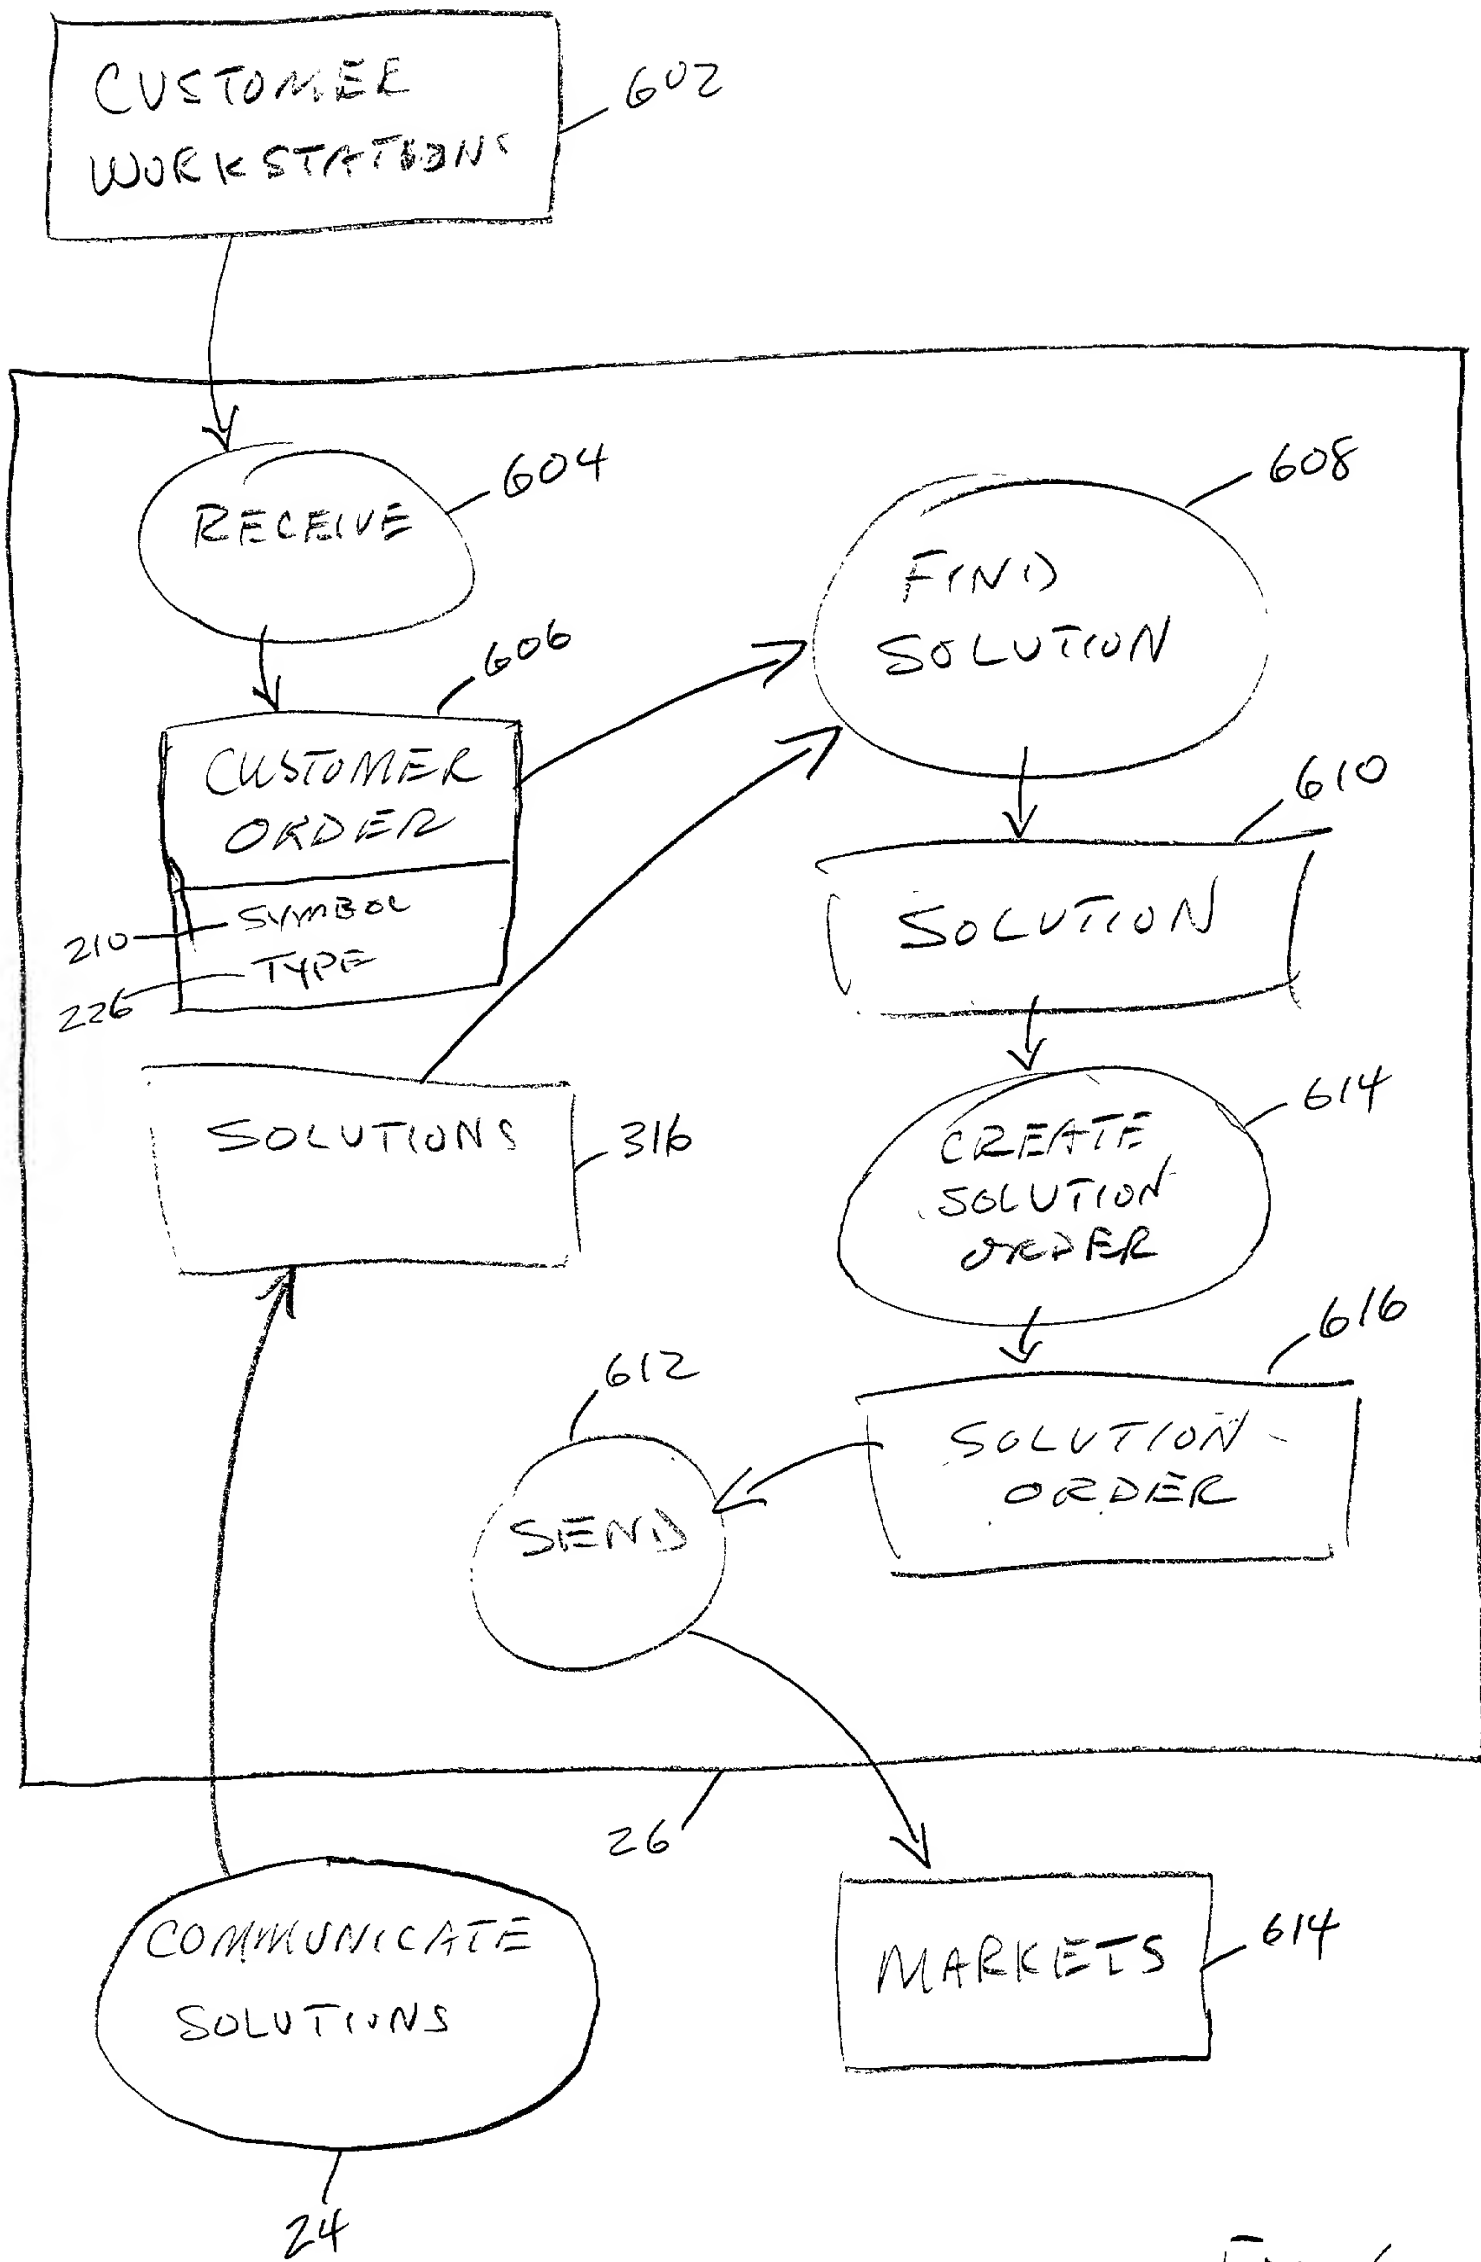 CUSTOMER
WORKSTATIONS
602
RECEIVE
604
608
FIND
SOLUTION
606
CUSTOMER
ORDER
SYMBOL
210
TYPE
226
610
SOLUTION
SOLUTIONS
316
614
CREATE
SOLUTION
ORDER
616
612
SOLUTION
ORDER
SEND
26
COMMUNICATE
SOLUTIONS
24
MARKETS
614